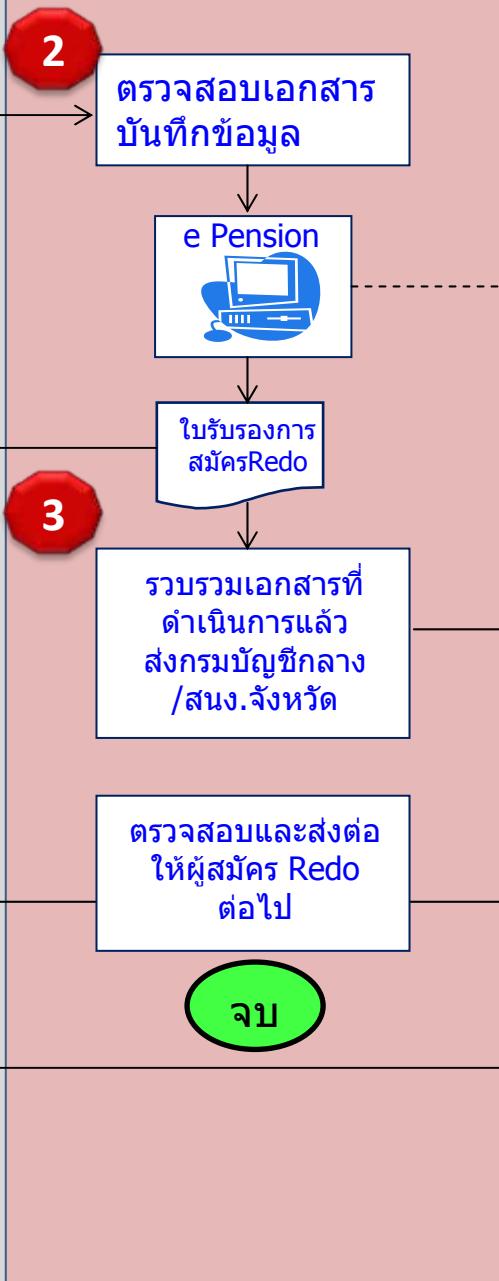 2
ตรวจสอบเอกสาร
บันทึกข้อมูล
e Pension
ใบรับรองการ
สมัครRedo
3
รวบรวมเอกสารที่
ดำเนินการแล้ว
ส่งกรมบัญชีกลาง
/สนง.จังหวัด
ตรวจสอบและส่งต่อ
ให้ผู้สมัคร Redo
ต่อไป
จบ